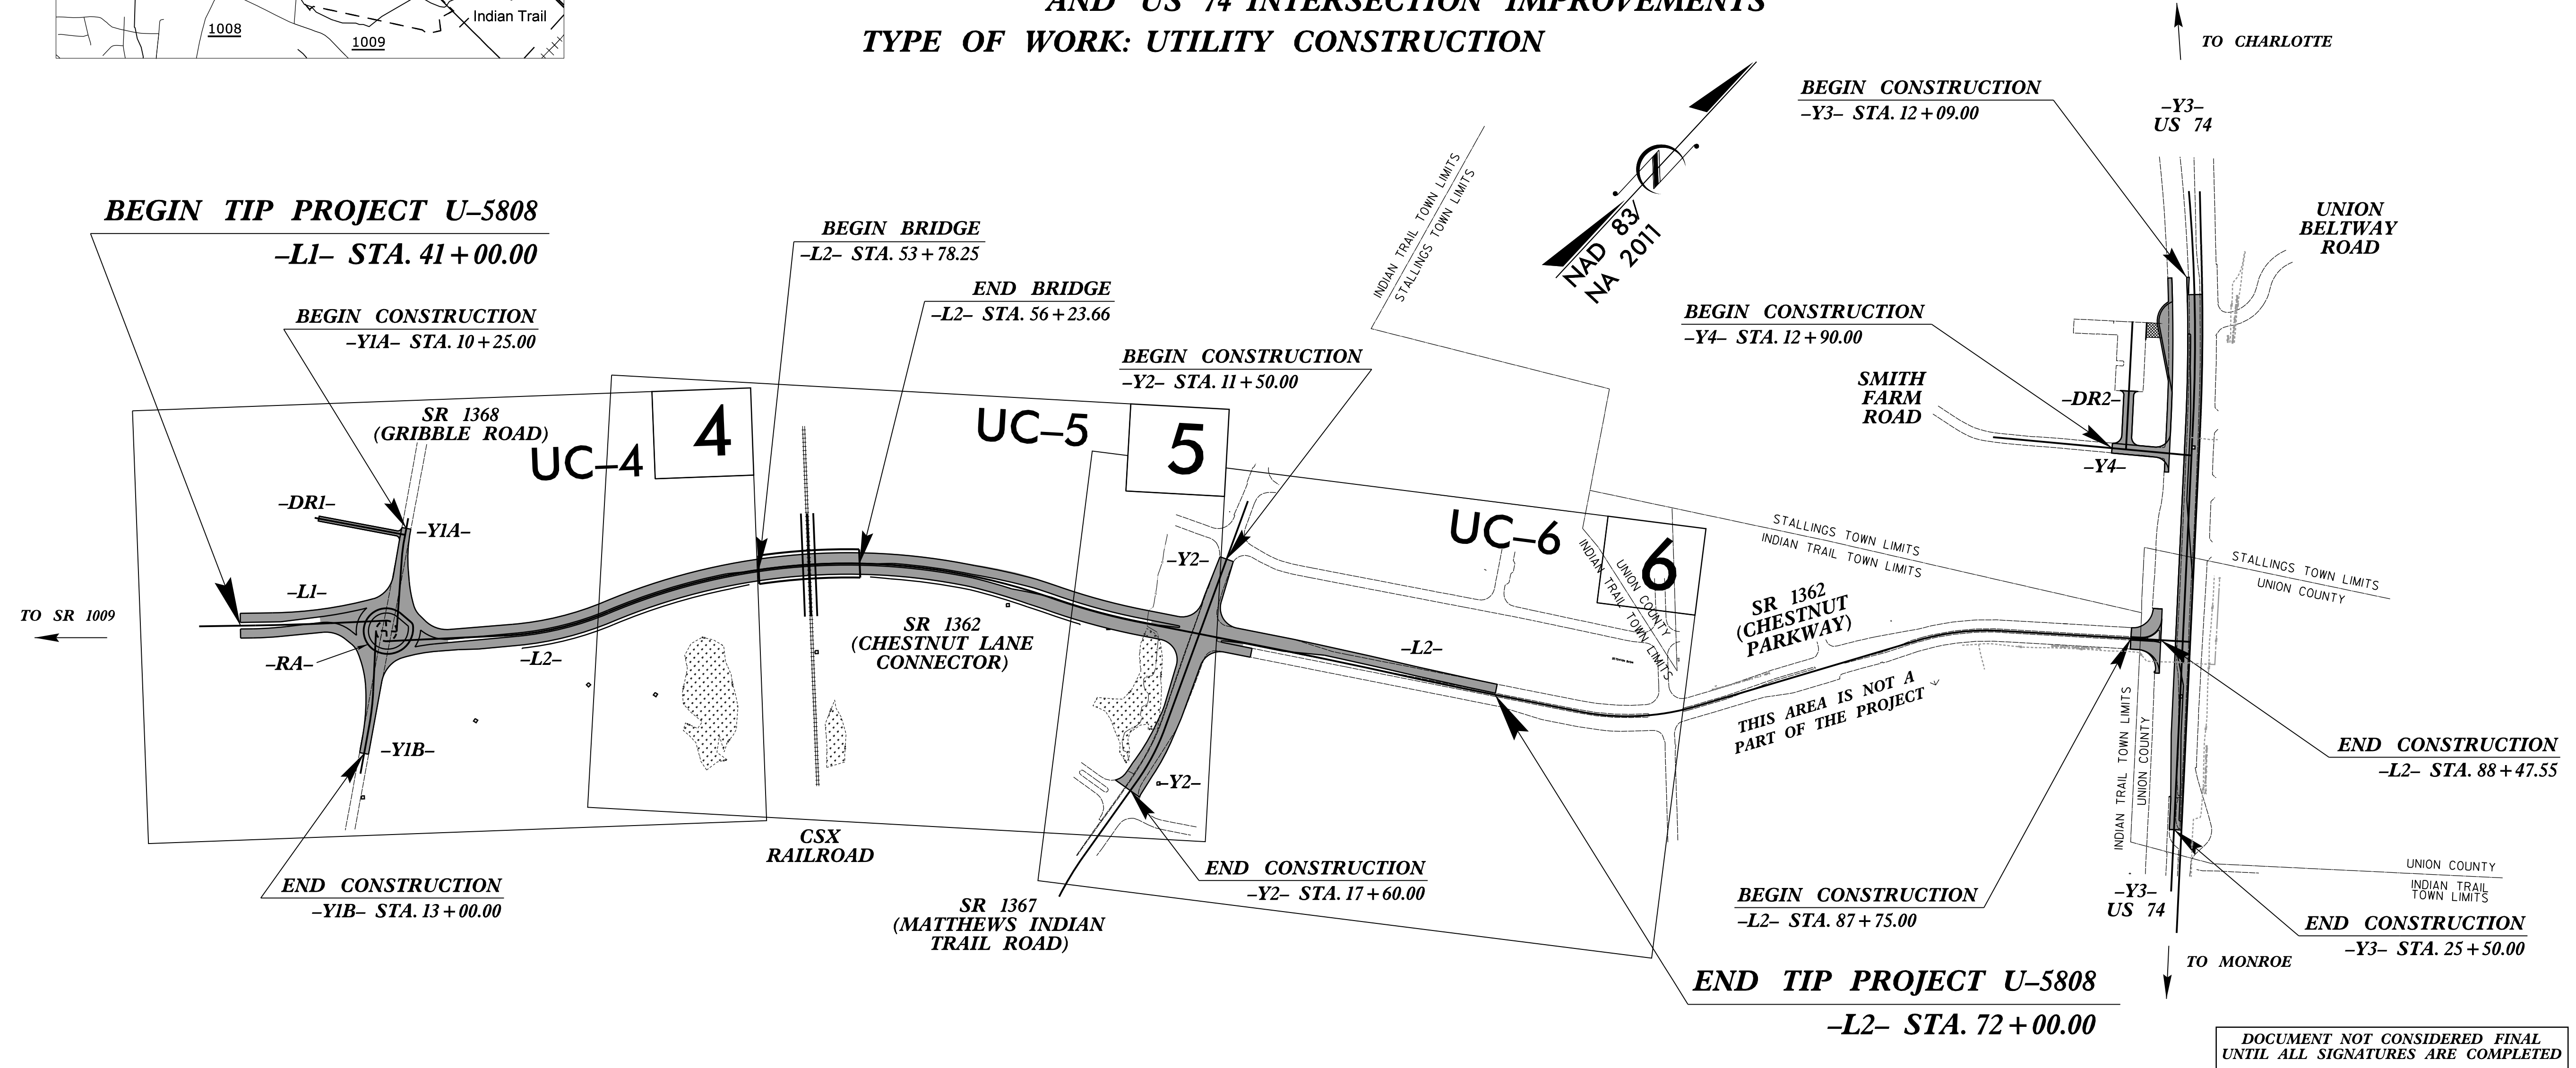 AND US 74 INTERSECTION IMPROVEMENTS
TYPE OF WORK: UTILITY CONSTRUCTION
Indian Trail
1008
1009
TO CHARLOTTE
BEGIN CONSTRUCTION
–Y3– STA. 12+09.00
–Y3–
US 74
UNION
BELTWAY
ROAD
NAD 83/
NA 2011
INDIAN TRAIL TOWN LIMITS
STALLINGS TOWN LIMITS
BEGIN TIP PROJECT U–5808
–L1– STA. 41+00.00
BEGIN BRIDGE
–L2– STA. 53+78.25
END BRIDGE
–L2– STA. 56+23.66
BEGIN CONSTRUCTION
–Y1A– STA. 10+25.00
BEGIN CONSTRUCTION
–Y2– STA. 11+50.00
BEGIN CONSTRUCTION
–Y4– STA. 12+90.00
SMITH
FARM
ROAD
–DR2–
–Y4–
SR 1368
(GRIBBLE ROAD)
UC–4
4
UC–5
5
UC–6
6
–DR1–
–Y1A–
–L1–
TO SR 1009
–RA–
–L2–
–Y1B–
SR 1362
(CHESTNUT LANE
CONNECTOR)
–Y2–
–Y2–
–L2–
UNION COUNTY
INDIAN TRAIL TOWN LIMITS
STALLINGS TOWN LIMITS
INDIAN TRAIL TOWN LIMITS
SR 1362
(CHESTNUT
PARKWAY)
THIS AREA IS NOT A
PART OF THE PROJECT
STALLINGS TOWN LIMITS
UNION COUNTY
INDIAN TRAIL TOWN LIMITS
UNION COUNTY
END CONSTRUCTION
–L2– STA. 88+47.55
CSX
RAILROAD
END CONSTRUCTION
–Y1B– STA. 13+00.00
END CONSTRUCTION
–Y2– STA. 17+60.00
SR 1367
(MATTHEWS INDIAN
TRAIL ROAD)
BEGIN CONSTRUCTION
–L2– STA. 87+75.00
–Y3–
US 74
UNION COUNTY
INDIAN TRAIL
TOWN LIMITS
END CONSTRUCTION
–Y3– STA. 25+50.00
TO MONROE
END TIP PROJECT U–5808
–L2– STA. 72+00.00
DOCUMENT NOT CONSIDERED FINAL
UNTIL ALL SIGNATURES ARE COMPLETED